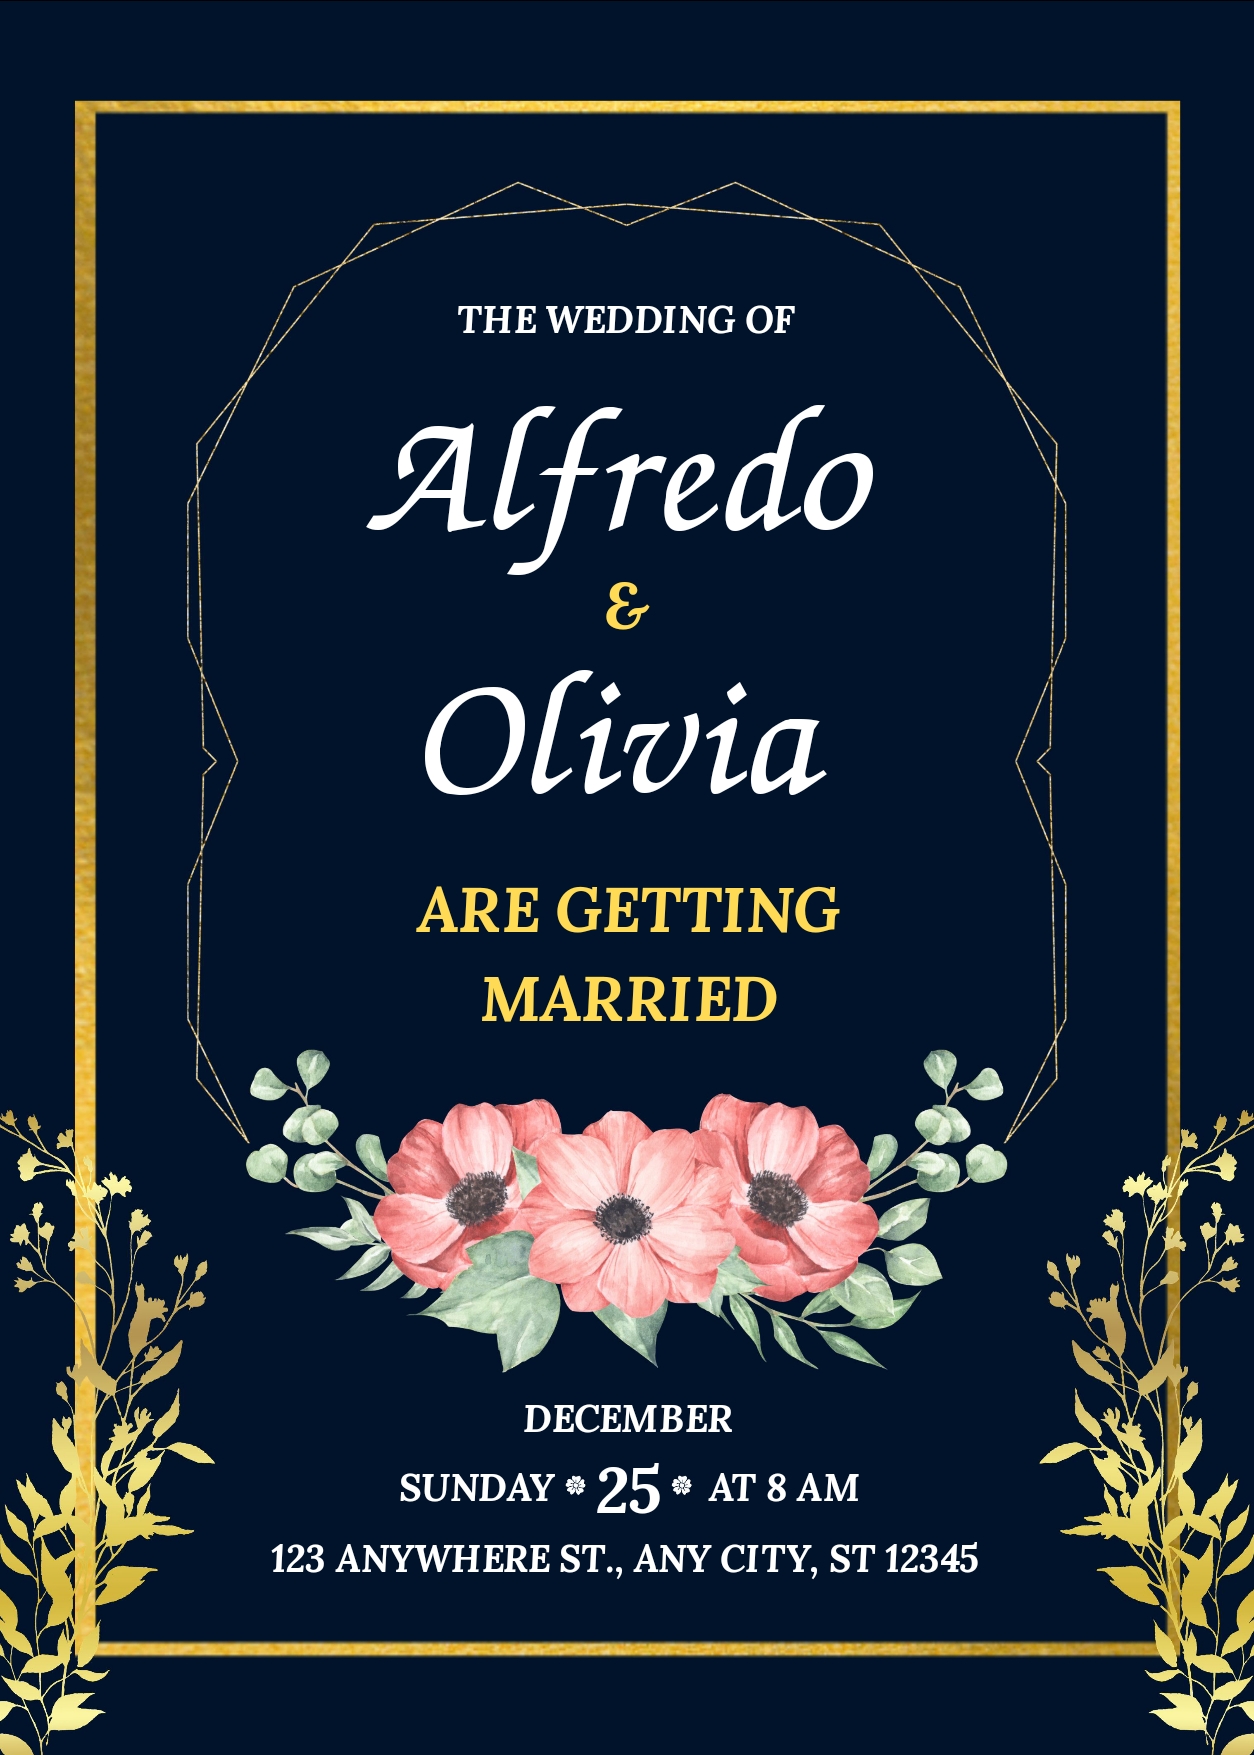 THE WEDDING OF
Alfredo
&
Olivia
ARE GETTING
MARRIED
DECEMBER
SUNDAY 25 AT 8 AM
123 ANYWHERE ST., ANY CITY, ST 12345